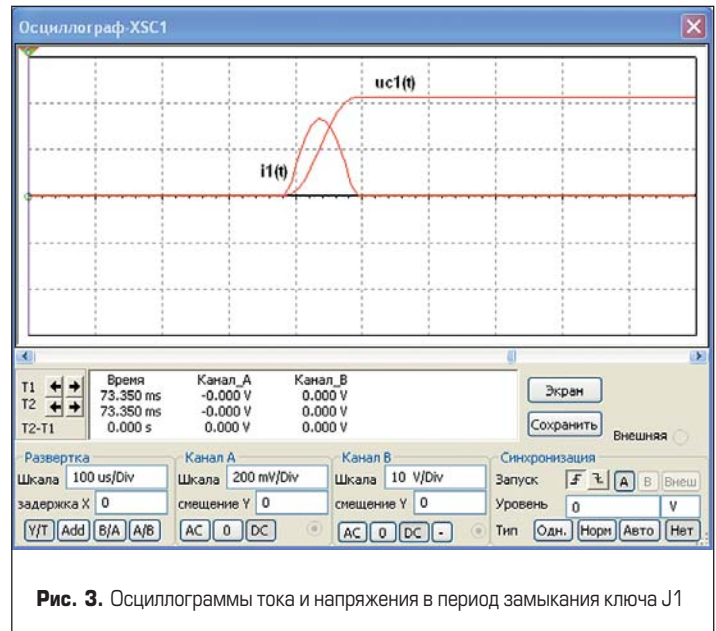 Осциллограф-XSC1
uc1(t)
i1(t)
T1
T2
T2-T1
Время Канал_A Канал_B
73.350 ms -0.000 V 0.000 V
73.350 ms -0.000 V 0.000 V
0.000 s 0.000 V 0.000 V
Экран
Сохранить
Внешняя
Развертка
Шкала 100 us/Div
задержка X 0
Y/T Add B/A A/B
Канал A
Шкала 200 mV/Div
смещение Y 0
AC 0 DC
Канал B
Шкала 10 V/Div
смещение Y 0
AC 0 DC -
Синхронизация
Запуск A B Внеш
Уровень 0 V
Тип Одн. Норм Авто Нет
Рис. 3. Осциллограммы тока и напряжения в период замыкания ключа J1